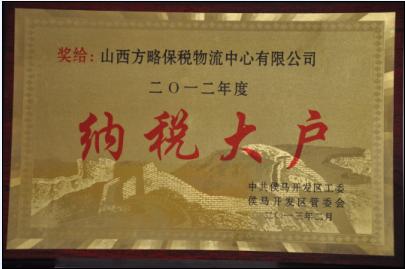 奖给：山西方略保税物流中心有限公司
二〇一二年度
纳税大户
中共侯马开发区工委
侯马开发区管委会
二〇一三年二月